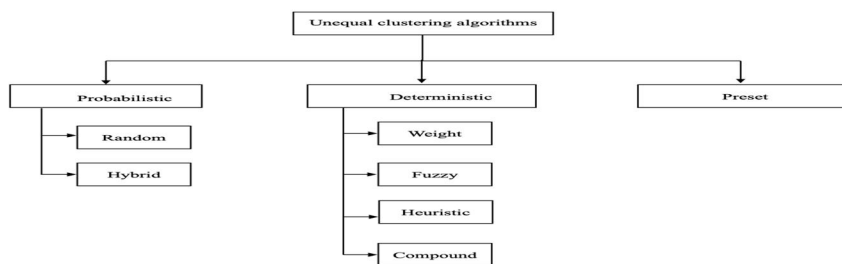 Unequal clustering algorithms
Probabilistic
Deterministic
Preset
Random
Hybrid
Weight
Fuzzy
Heuristic
Compound